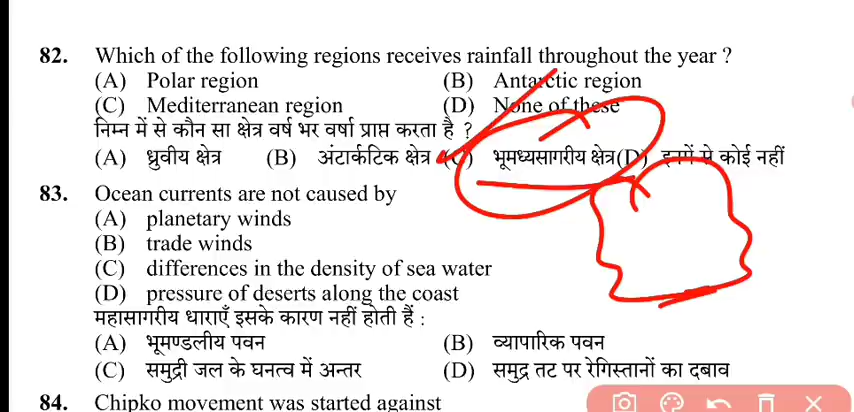 82. Which of the following regions receives rainfall throughout the year ?
(A) Polar region (B) Antarctic region
(C) Mediterranean region (D) None of these
निम्न में से कौन सा क्षेत्र वर्ष भर वर्षा प्राप्त करता है ?
(A) ध्रुवीय क्षेत्र (B) अंटार्कटिक क्षेत्र (C) भूमध्यसागरीय क्षेत्र (D) इनमें से कोई नहीं
83. Ocean currents are not caused by
(A) planetary winds
(B) trade winds
(C) differences in the density of sea water
(D) pressure of deserts along the coast
महासागरीय धाराएँ इसके कारण नहीं होती हैं :
(A) भूमण्डलीय पवन (B) व्यापारिक पवन
(C) समुद्री जल के घनत्व में अन्तर (D) समुद्र तट पर रेगिस्तानों का दबाव
84. Chipko movement was started against